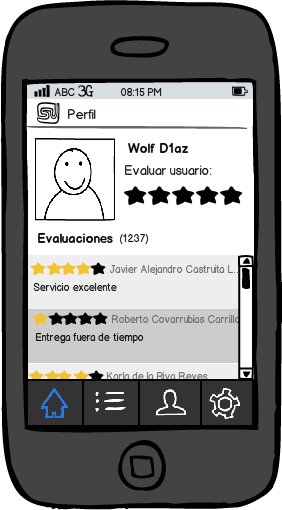 ABC 3G 08:15 PM
Perfil
Wolf D1az
Evaluar usuario:
Evaluaciones (1237)
Javier Alejandro Castruita L..
Servicio excelente
Roberto Covarrubias Carrillo
Entrega fuera de tiempo
Karla de la Riva Reyes